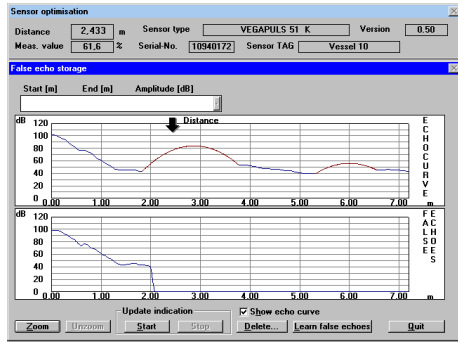 Sensor optimisation
Distance 2,433 m Sensor type VEGAPULS 51 K Version 0.50
Meas. value 61,6 % Serial-No. 10940172 Sensor TAG Vessel 10
False echo storage
Start [m] End [m] Amplitude [dB]
dB Distance
120
100
80
60
40
20
0
0.00 1.00 2.00 3.00 4.00 5.00 6.00 7.00 m
ECHOCURVE
dB
120
100
80
60
40
20
0
0.00 1.00 2.00 3.00 4.00 5.00 6.00 7.00 m
FALSE ECHOES
Update indication Show echo curve
Zoom Unzoom Start Stop Delete... Learn false echoes Quit